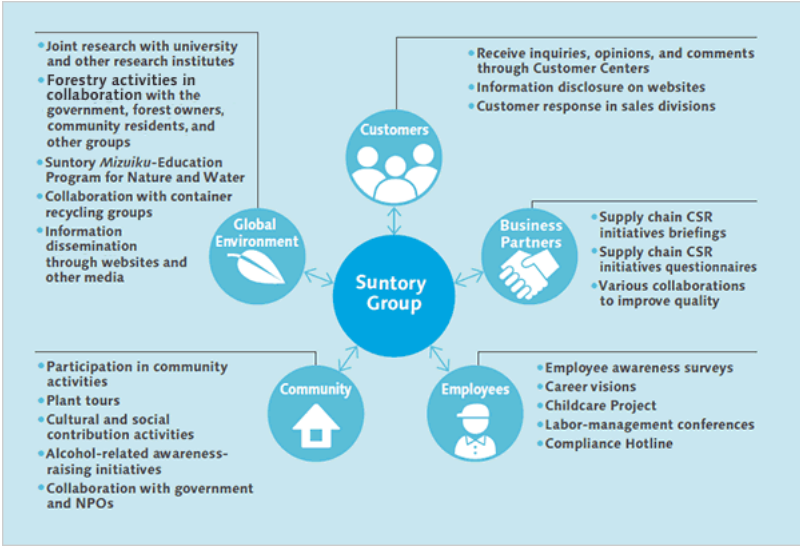 • Joint research with university
and other research institutes
• Forestry activities in
collaboration with the
government, forest owners,
community residents, and
other groups
• Suntory Mizuiku-Education
Program for Nature and Water
• Collaboration with container
recycling groups
• Information
dissemination
through websites and
other media
Global
Environment
Customers
• Receive inquiries, opinions, and comments
through Customer Centers
• Information disclosure on websites
• Customer response in sales divisions
Business
Partners
• Supply chain CSR
initiatives briefings
• Supply chain CSR
initiatives questionnaires
• Various collaborations
to improve quality
Suntory
Group
• Participation in community
activities
• Plant tours
• Cultural and social
contribution activities
• Alcohol-related awareness-
raising initiatives
• Collaboration with government
and NPOs
Community
Employees
• Employee awareness surveys
• Career visions
• Childcare Project
• Labor-management conferences
• Compliance Hotline